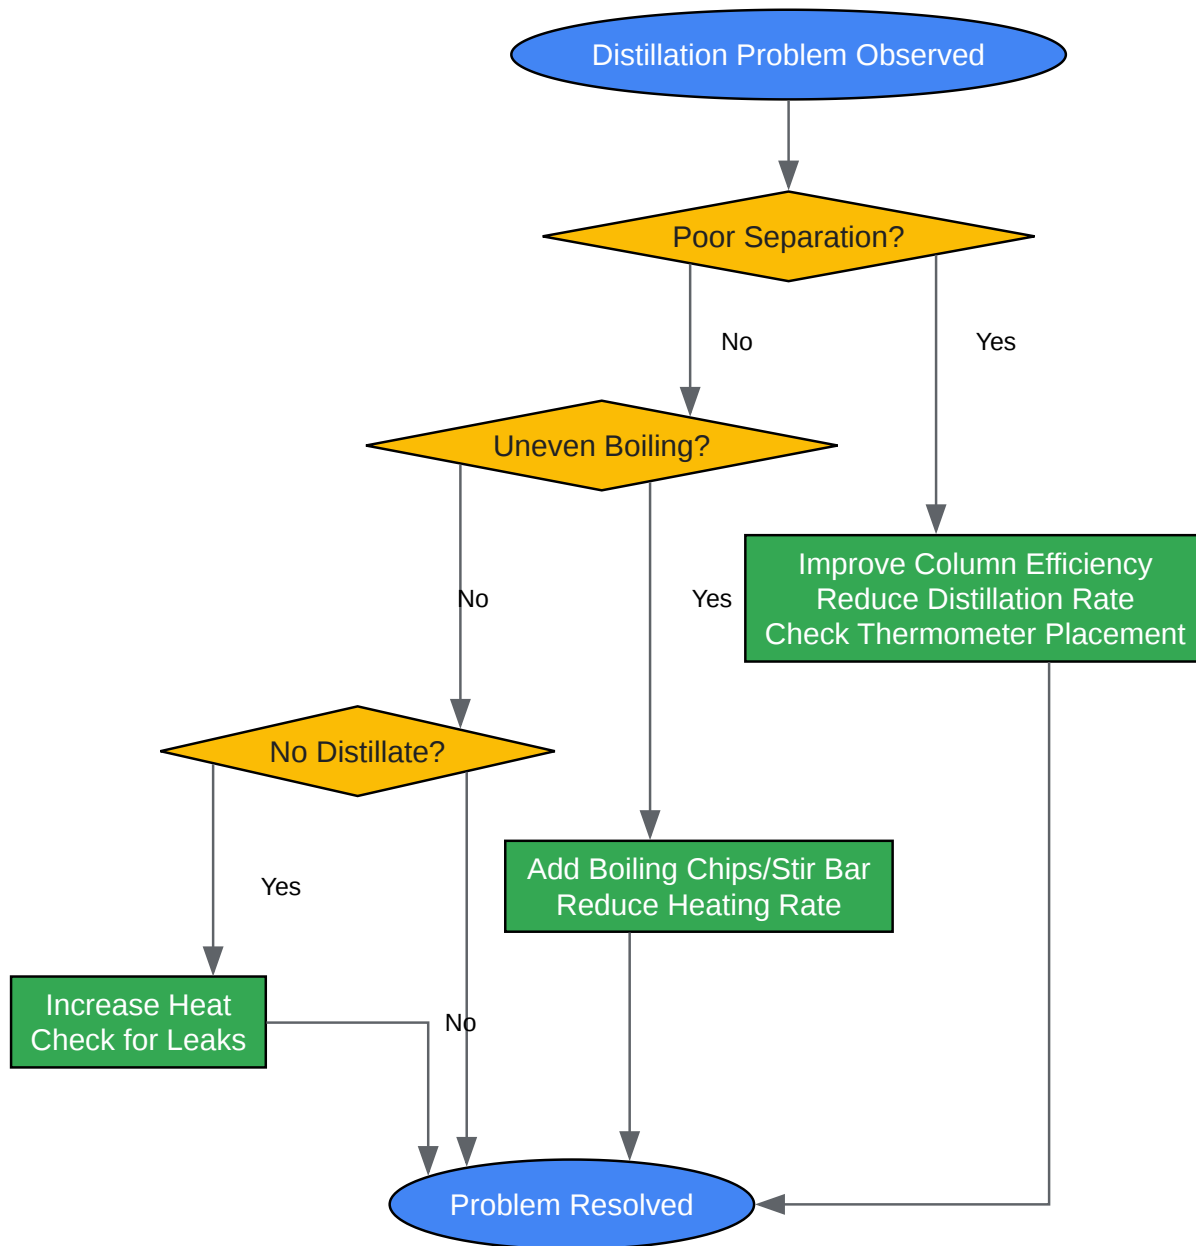 Distillation Problem Observed
Poor Separation?
No
Yes
Uneven Boiling?
No
Yes
Improve Column Efficiency
Reduce Distillation Rate
Check Thermometer Placement
No Distillate?
Yes
No
Add Boiling Chips/Stir Bar
Reduce Heating Rate
Increase Heat
Check for Leaks
Problem Resolved